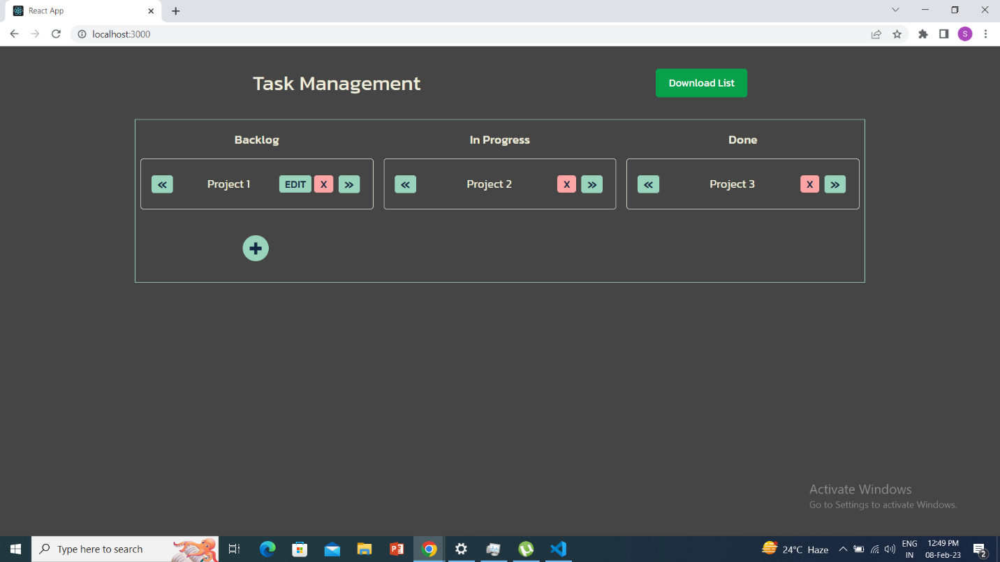 React App
localhost:3000
S
Task Management
Download List
Backlog
In Progress
Done
« Project 1 EDIT X »
« Project 2 X »
« Project 3 X »
+
Activate Windows
Go to Settings to activate Windows.
Type here to search
24°C Haze
ENG
IN
12:49 PM
08-Feb-23
2